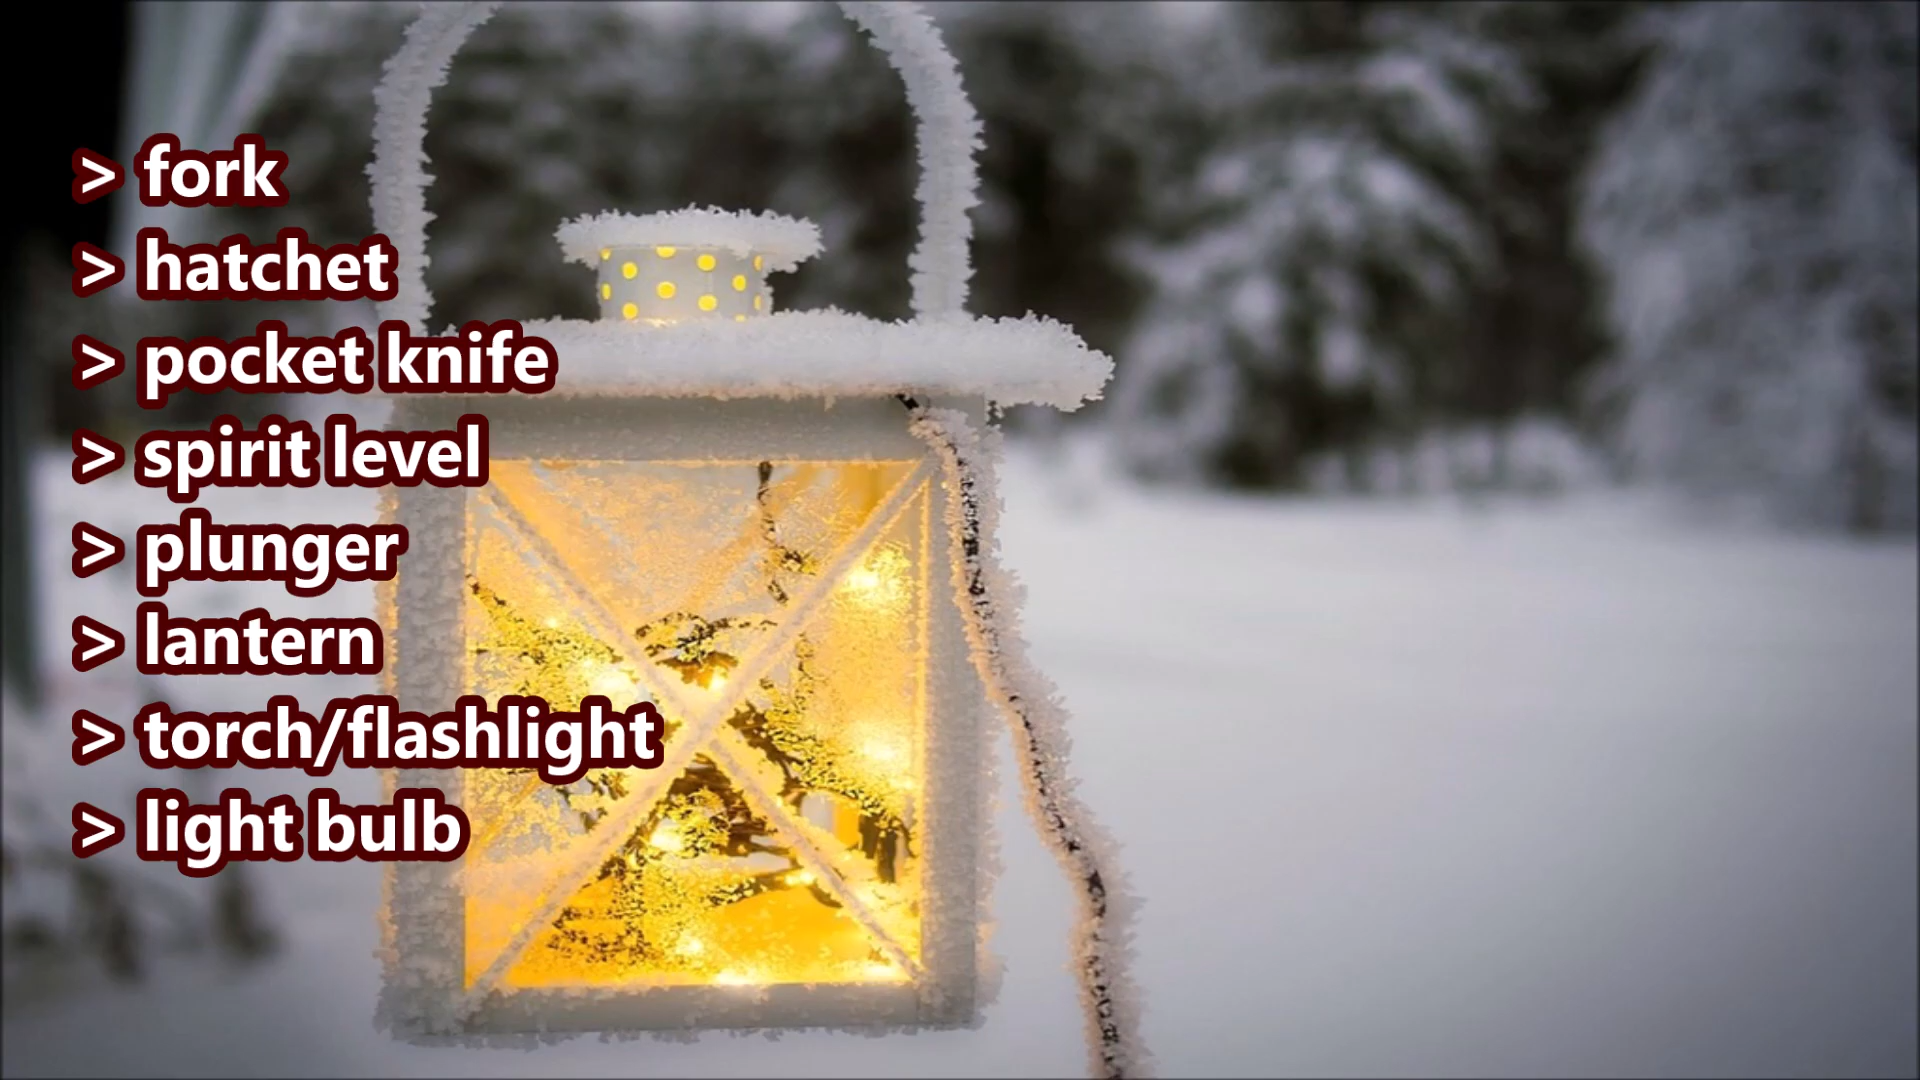 > fork
> hatchet
> pocket knife
> spirit level
> plunger
> lantern
> torch/flashlight
> light bulb